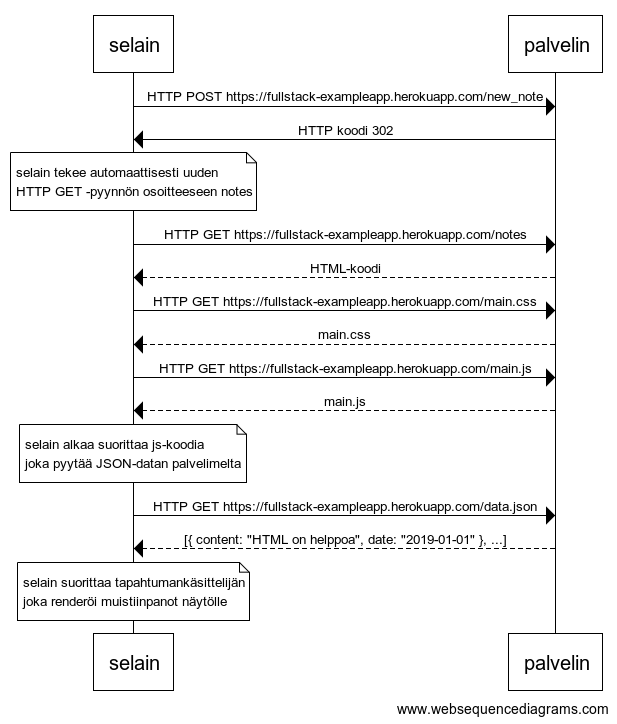 selain palvelin
HTTP POST https://fullstack-exampleapp.herokuapp.com/new_note
HTTP koodi 302
selain tekee automaattisesti uuden
HTTP GET -pyynnön osoitteeseen notes
HTTP GET https://fullstack-exampleapp.herokuapp.com/notes
HTML-koodi
HTTP GET https://fullstack-exampleapp.herokuapp.com/main.css
main.css
HTTP GET https://fullstack-exampleapp.herokuapp.com/main.js
main.js
selain alkaa suorittaa js-koodia
joka pyytää JSON-datan palvelimelta
HTTP GET https://fullstack-exampleapp.herokuapp.com/data.json
[{ content: "HTML on helppoa", date: "2019-01-01" }, ...]
selain suorittaa tapahtumankäsittelijän
joka renderöi muistiinpanot näytölle
selain palvelin
www.websequencediagrams.com